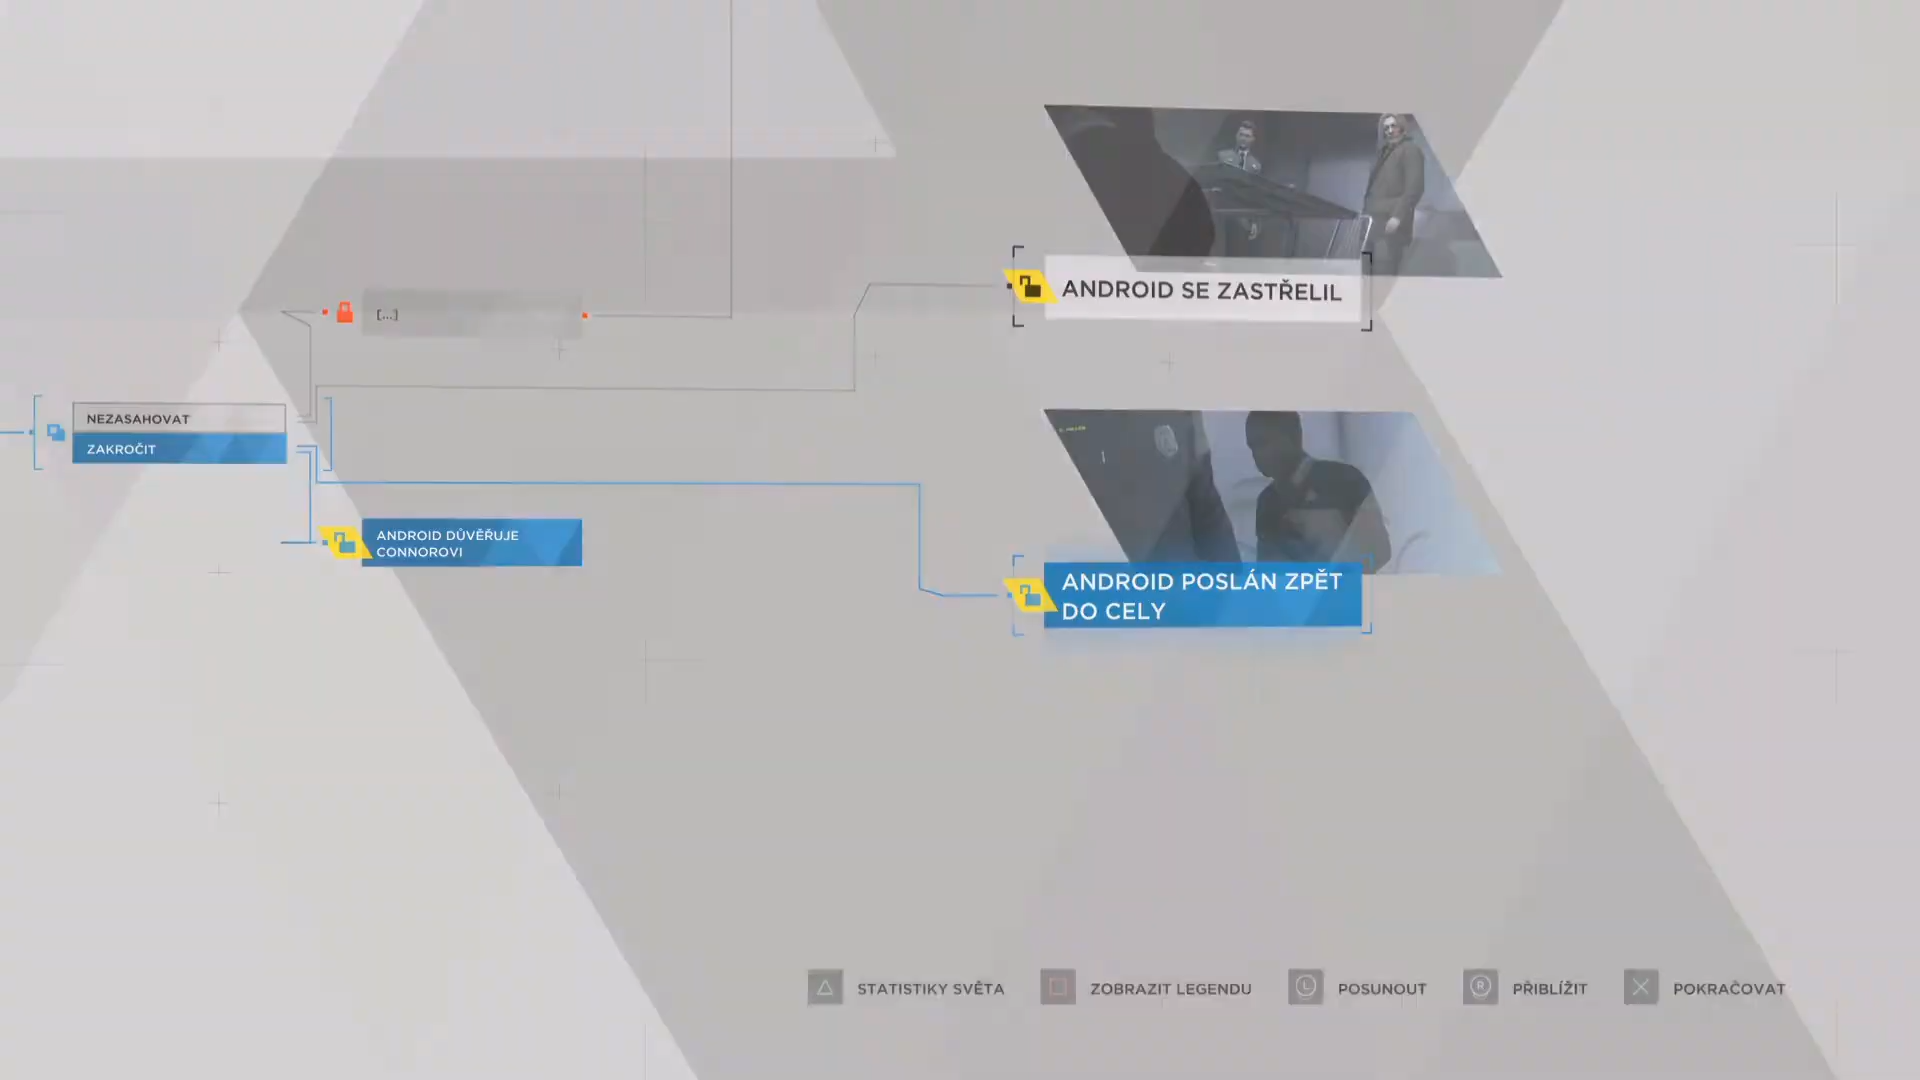 ANDROID SE ZASTŘELIL
[...]
NEZASAHOVAT
ZAKROČIT
ANDROID DŮVĚŘUJE
CONNOROVI
ANDROID POSLÁN ZPĚT
DO CELY
STATISTIKY SVĚTA
ZOBRAZIT LEGENDU
L
POSUNOUT
R
PŘIBLÍŽIT
POKRAČOVAT